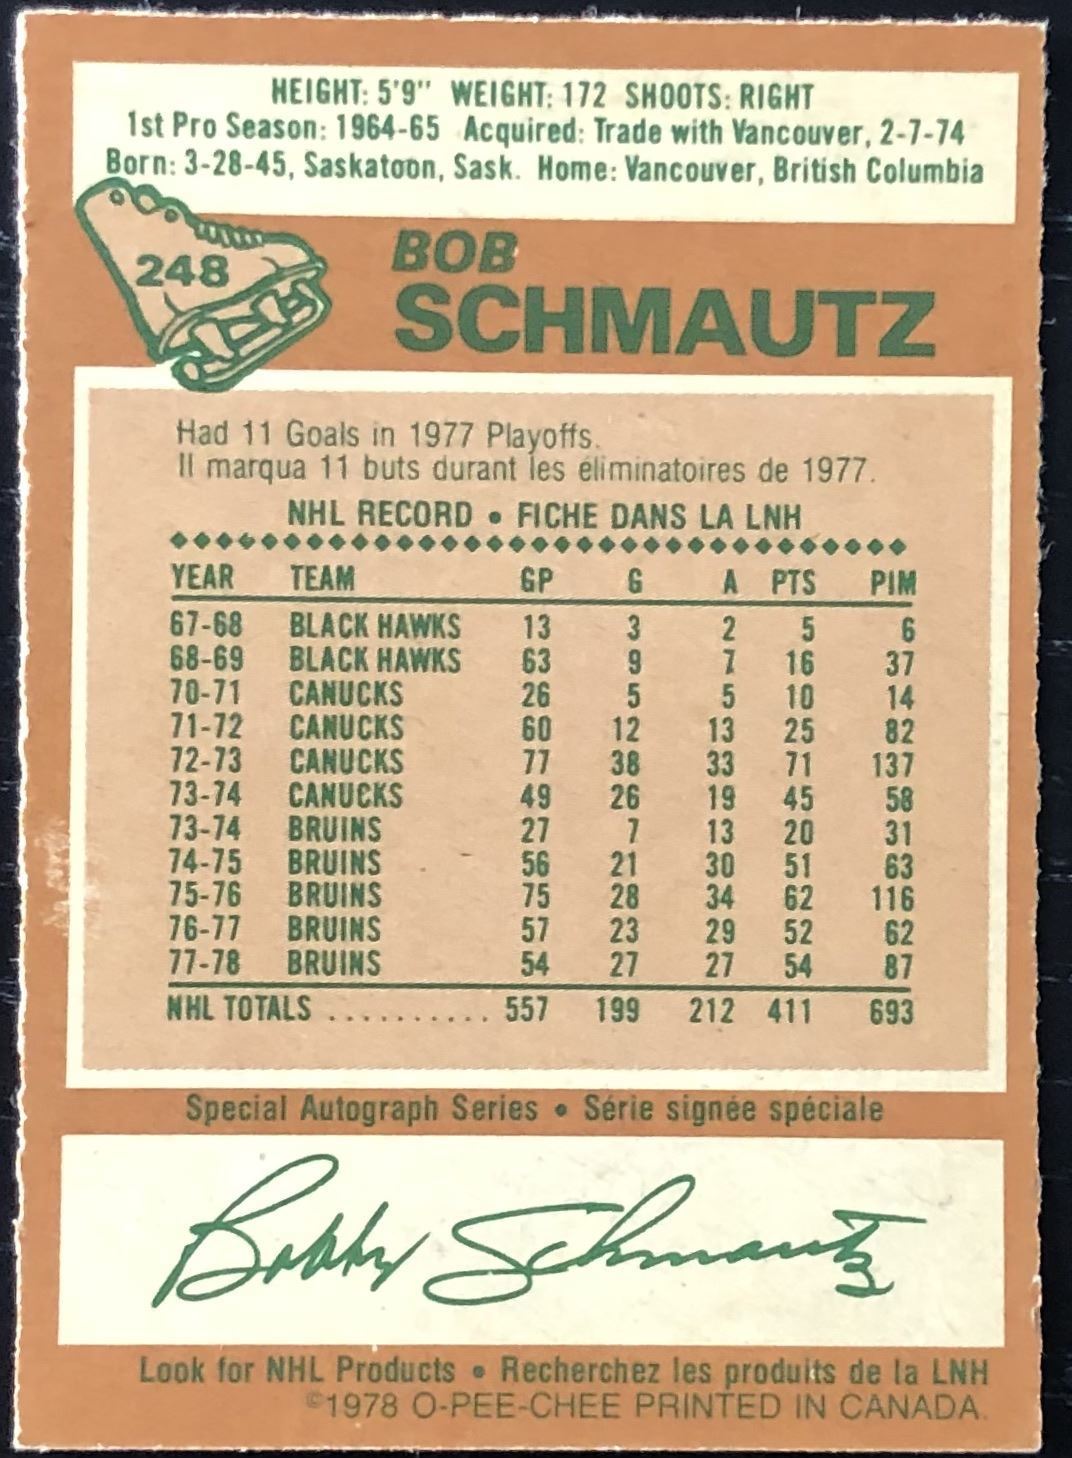 HEIGHT: 5'9" WEIGHT: 172 SHOOTS: RIGHT
1st Pro Season: 1964-65 Acquired: Trade with Vancouver, 2-7-74
Born: 3-28-45, Saskatoon, Sask. Home: Vancouver, British Columbia
248
BOB
SCHMAUTZ
Had 11 Goals in 1977 Playoffs.
Il marqua 11 buts durant les éliminatoires de 1977.
NHL RECORD • FICHE DANS LA LNH
YEAR TEAM GP G A PTS PIM
67-68 BLACK HAWKS 13 3 2 5 6
68-69 BLACK HAWKS 63 9 7 16 37
70-71 CANUCKS 26 5 5 10 14
71-72 CANUCKS 60 12 13 25 82
72-73 CANUCKS 77 38 33 71 137
73-74 CANUCKS 49 26 19 45 58
73-74 BRUINS 27 7 13 20 31
74-75 BRUINS 56 21 30 51 63
75-76 BRUINS 75 28 34 62 116
76-77 BRUINS 57 23 29 52 62
77-78 BRUINS 54 27 27 54 87
NHL TOTALS .......... 557 199 212 411 693
Special Autograph Series • Série signée spéciale
Bobby Schmautz
Look for NHL Products • Recherchez les produits de la LNH
©1978 O-PEE-CHEE PRINTED IN CANADA.